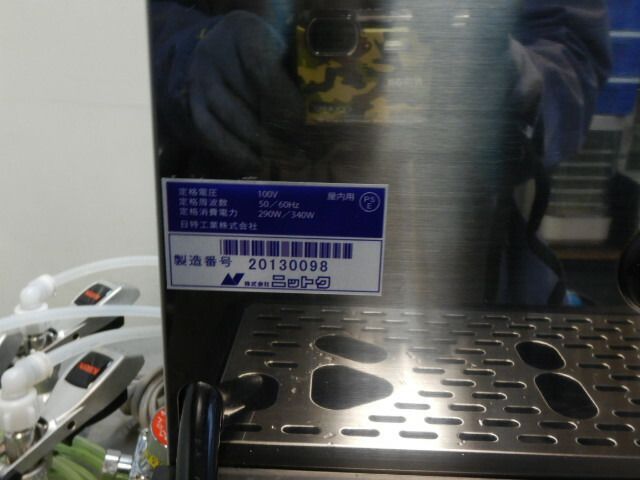 定格電圧 100V 屋内用
定格周波数 50/60Hz PSE
定格消費電力 290W/340W
日特工業株式会社
製造番号 20130098
株式会社 ニットク